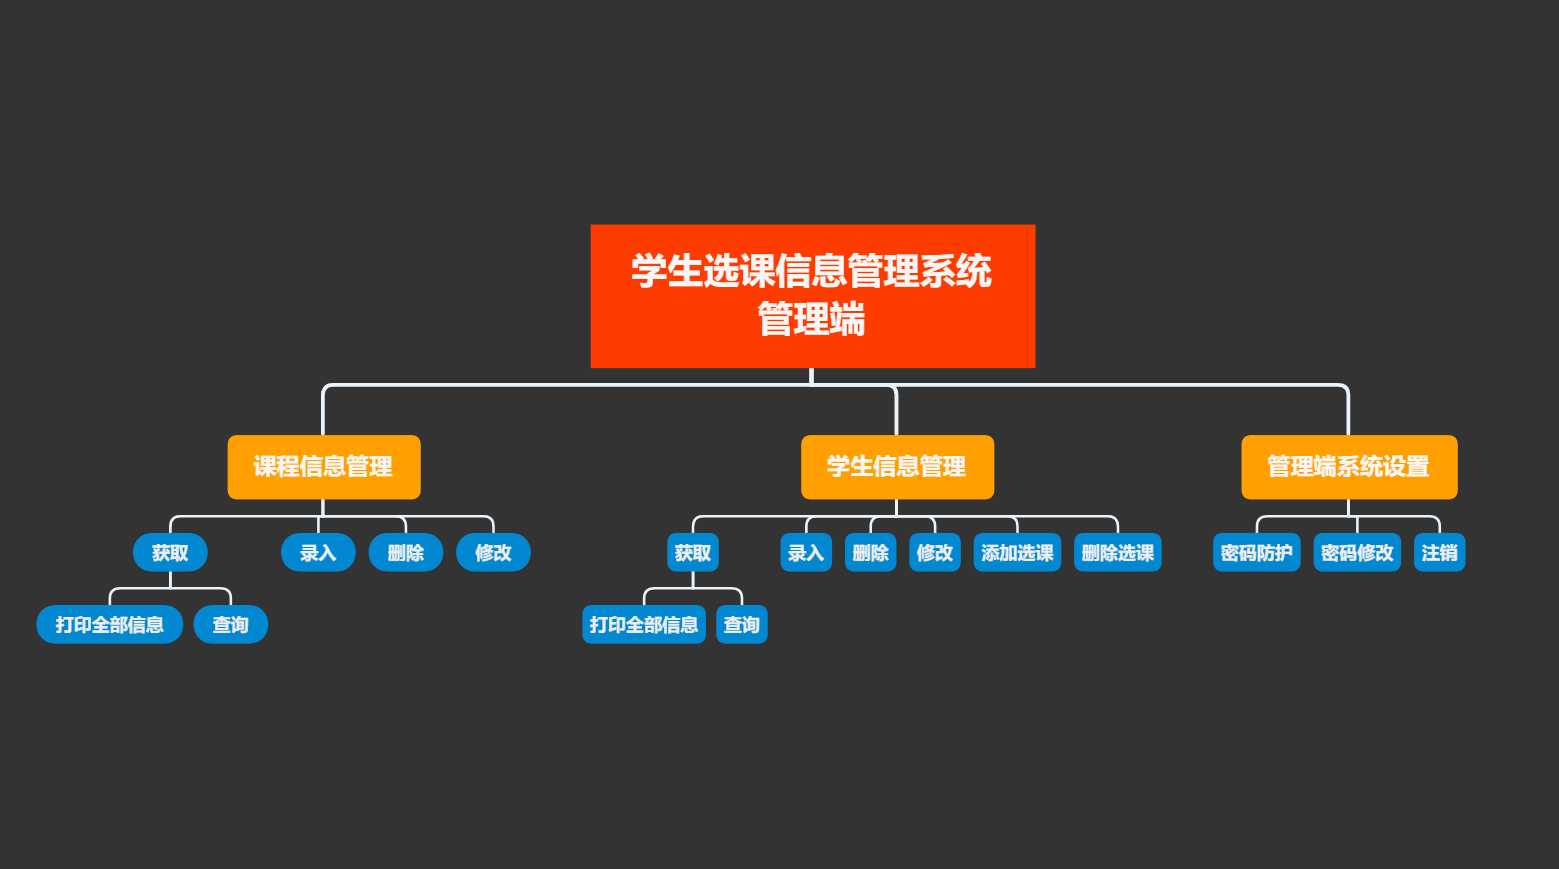 学生选课信息管理系统
管理端
课程信息管理
学生信息管理
管理端系统设置
获取
录入
删除
修改
获取
录入
删除
修改
添加选课
删除选课
密码防护
密码修改
注销
打印全部信息
查询
打印全部信息
查询